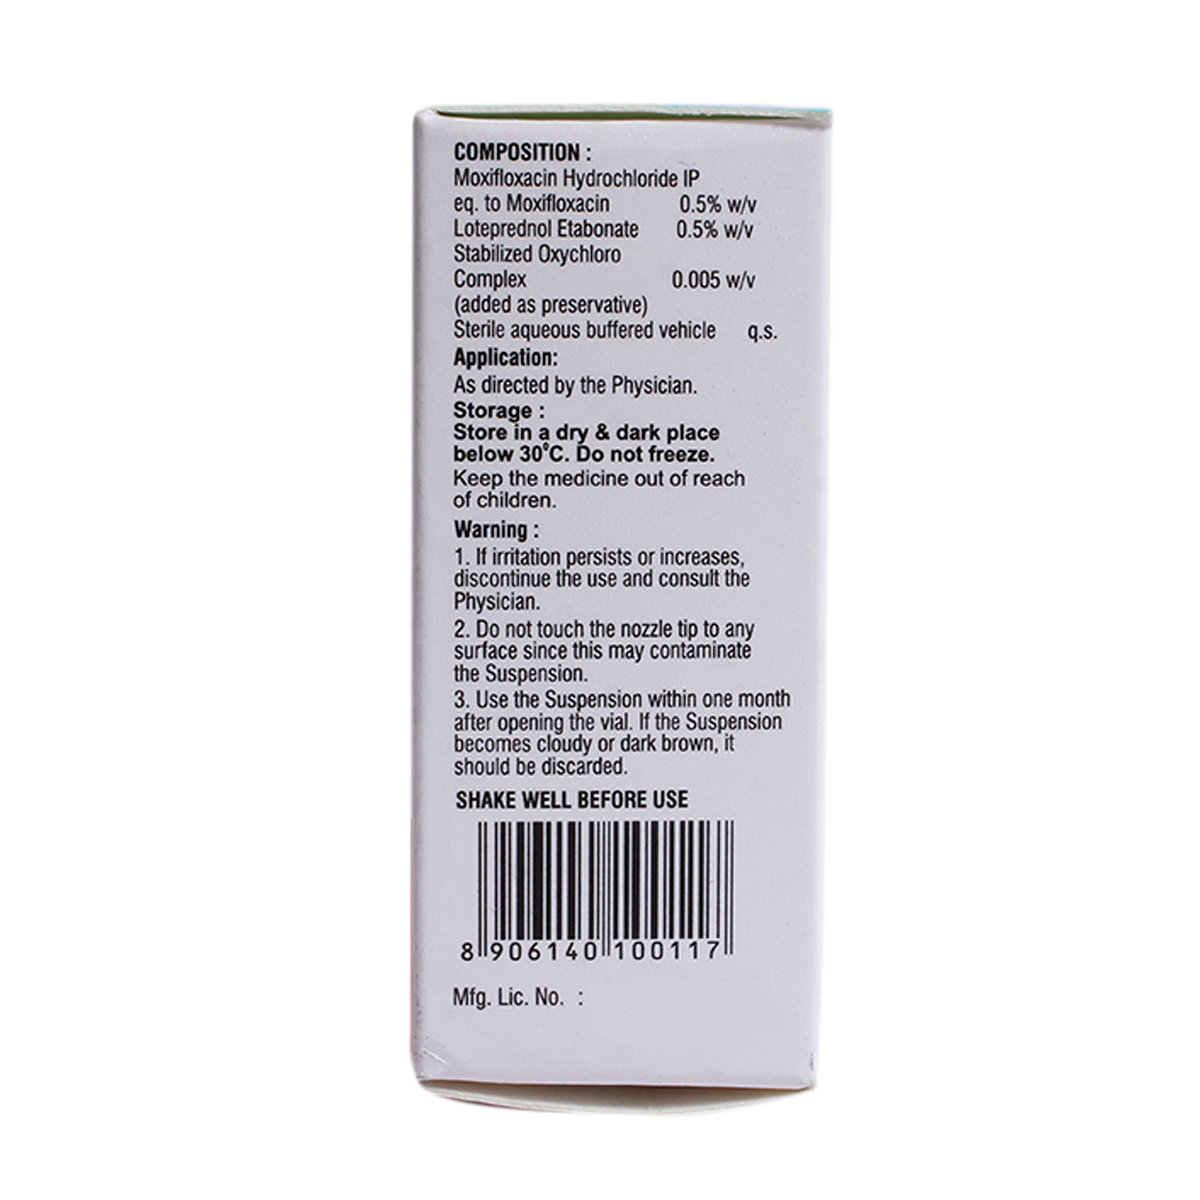 COMPOSITION :
Moxifloxacin Hydrochloride IP
eq. to Moxifloxacin 0.5% w/v
Loteprednol Etabonate 0.5% w/v
Stabilized Oxychloro
Complex 0.005 w/v
(added as preservative)
Sterile aqueous buffered vehicle q.s.
Application:
As directed by the Physician.
Storage :
Store in a dry & dark place
below 30°C. Do not freeze.
Keep the medicine out of reach
of children.
Warning :
1. If irritation persists or increases,
discontinue the use and consult the
Physician.
2. Do not touch the nozzle tip to any
surface since this may contaminate
the Suspension.
3. Use the Suspension within one month
after opening the vial. If the Suspension
becomes cloudy or dark brown, it
should be discarded.
SHAKE WELL BEFORE USE
8 906140 100117
Mfg. Lic. No. :